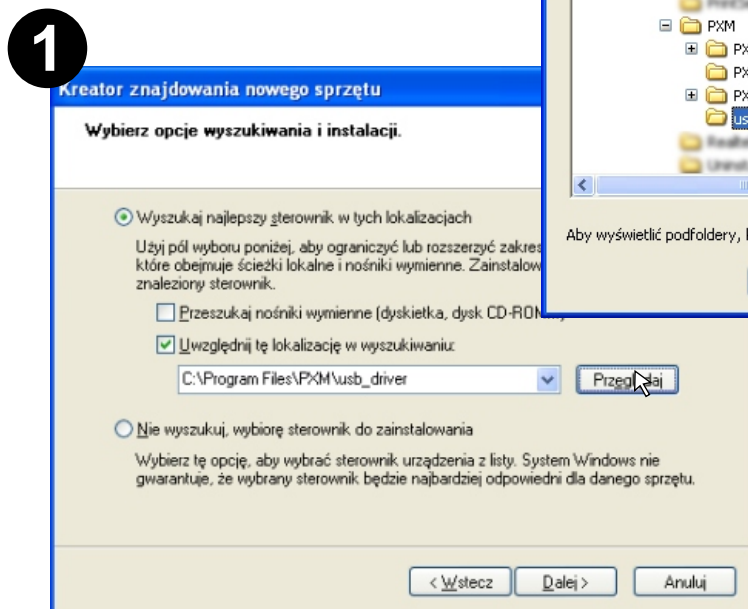 1
PXM
PX
PX
PX
us
Kreator znajdowania nowego sprzętu
Wybierz opcje wyszukiwania i instalacji.
Wyszukaj najlepszy sterownik w tych lokalizacjach
Użyj pól wyboru poniżej, aby ograniczyć lub rozszerzyć zakres
które obejmuje ścieżki lokalne i nośniki wymienne. Zainstalow
znaleziony sterownik.
Aby wyświetlić podfoldery,
Przeszukaj nośniki wymienne (dyskietka, dysk CD-ROM
Uwzględnij tę lokalizację w wyszukiwaniu:
C:\Program Files\PXM\usb_driver
Przeglądaj
Nie wyszukuj, wybiorę sterownik do zainstalowania
Wybierz tę opcję, aby wybrać sterownik urządzenia z listy. System Windows nie
gwarantuje, że wybrany sterownik będzie najbardziej odpowiedni dla danego sprzętu.
< Wstecz Dalej > Anuluj